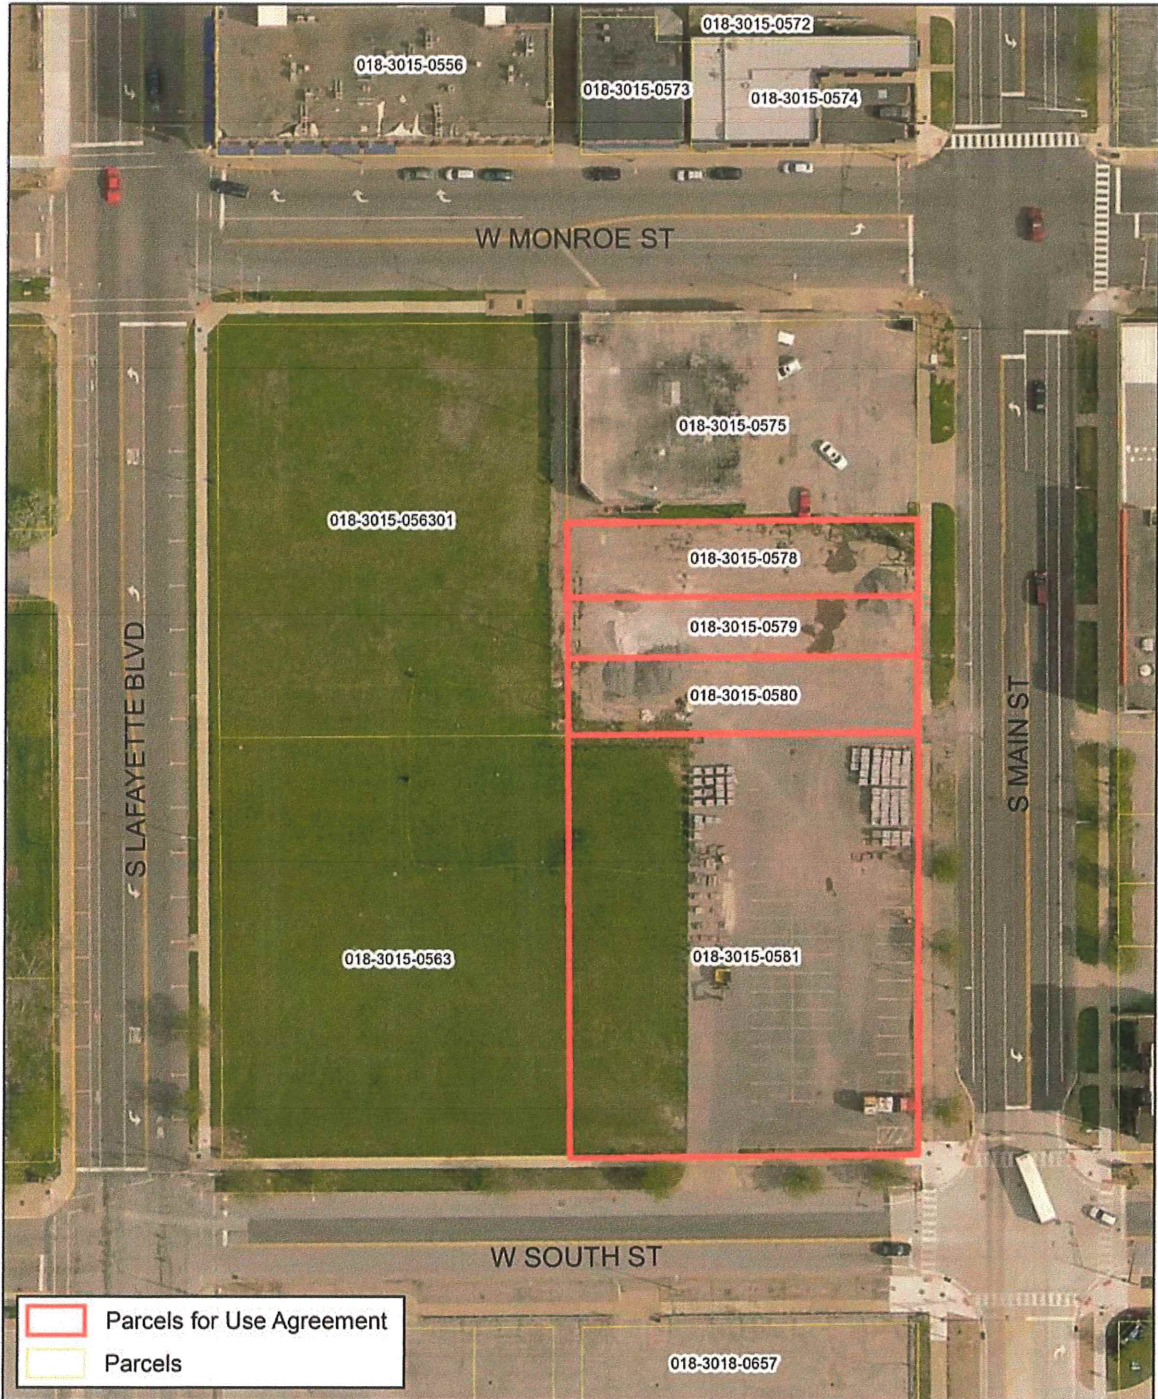 018-3015-0572
018-3015-0556
018-3015-0573
018-3015-0574
W MONROE ST
018-3015-0575
018-3015-056301
018-3015-0578
018-3015-0579
S LAFAYETTE BLVD
018-3015-0580
S MAIN ST
018-3015-0563
018-3015-0581
W SOUTH ST
Parcels for Use Agreement
Parcels
018-3018-0657